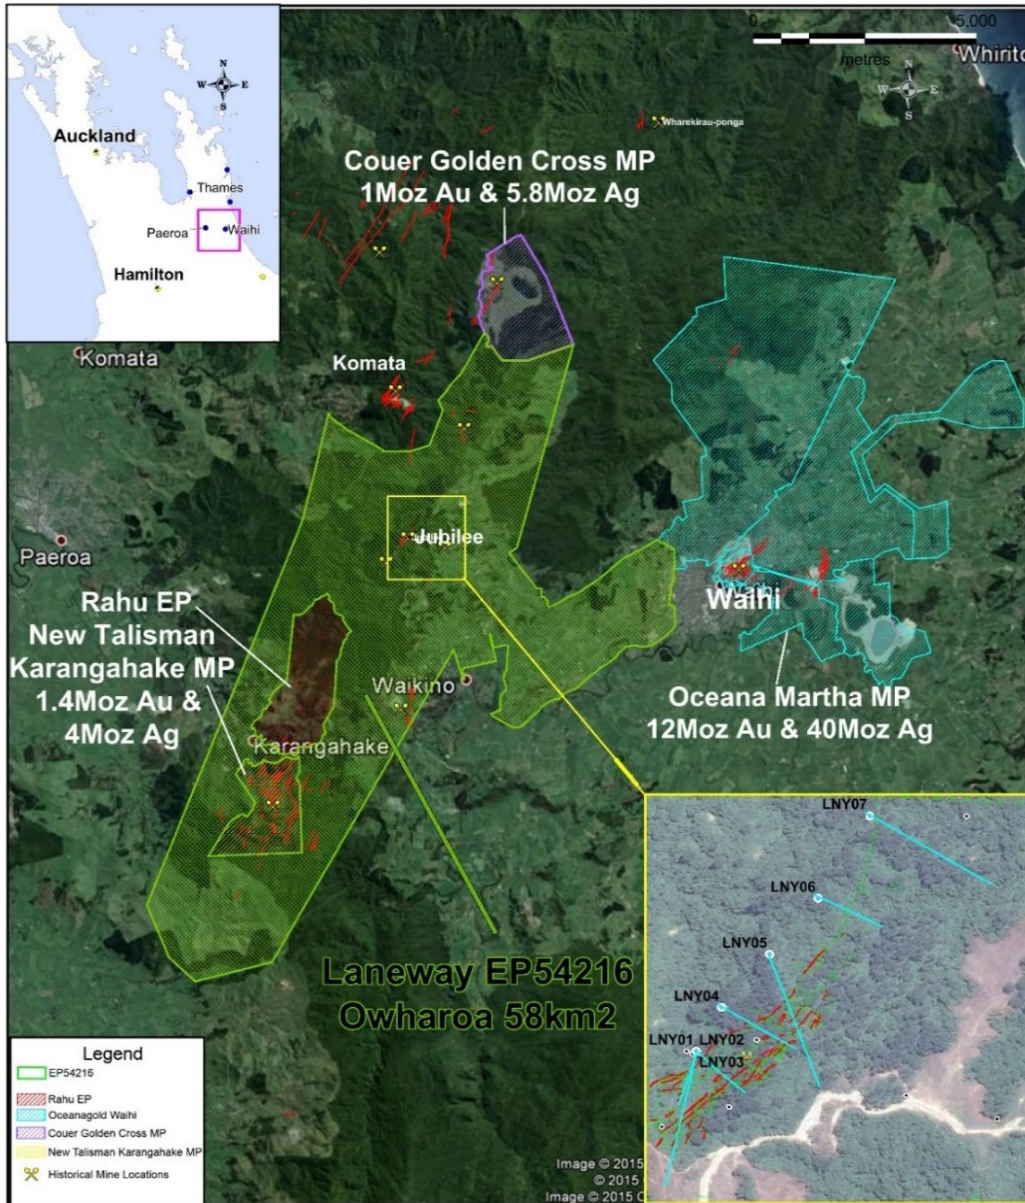 N
W E
S
Auckland
Thames
Paeroa
Waihi
Hamilton
0 5,000
metres
Whirito
N
W E
S
Wharekirau-ponga
Couer Golden Cross MP
1Moz Au & 5.8Moz Ag
Komata
Komata
Jubilee
Paeroa
Rahu EP
New Talisman
Karangahake MP
1.4Moz Au &
4Moz Ag
Waikino
Karangahake
Waihi
Waihi
Oceana Martha MP
12Moz Au & 40Moz Ag
Laneway EP54216
Owharoa 58km2
LNY07
LNY06
LNY05
LNY04
LNY01 LNY02
LNY03
Legend
EP54216
Rahu EP
Oceanagold Waihi
Couer Golden Cross MP
New Talisman Karangahake MP
Historical Mine Locations
Image © 2015
© 2015
Image © 2015 C